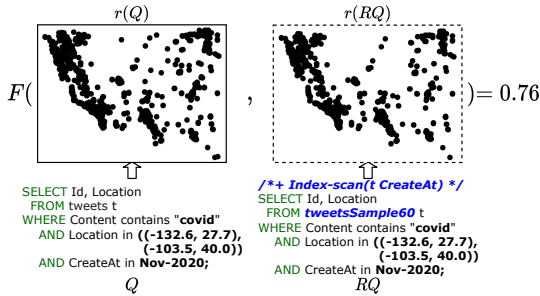 r(Q)
r(RQ)
F( , )= 0.76
SELECT Id, Location
FROM tweets t
WHERE Content contains "covid"
AND Location in ((-132.6, 27.7),
(-103.5, 40.0))
AND CreateAt in Nov-2020;
Q
/*+ Index-scan(t CreateAt) */
SELECT Id, Location
FROM tweetsSample60 t
WHERE Content contains "covid"
AND Location in ((-132.6, 27.7),
(-103.5, 40.0))
AND CreateAt in Nov-2020;
RQ